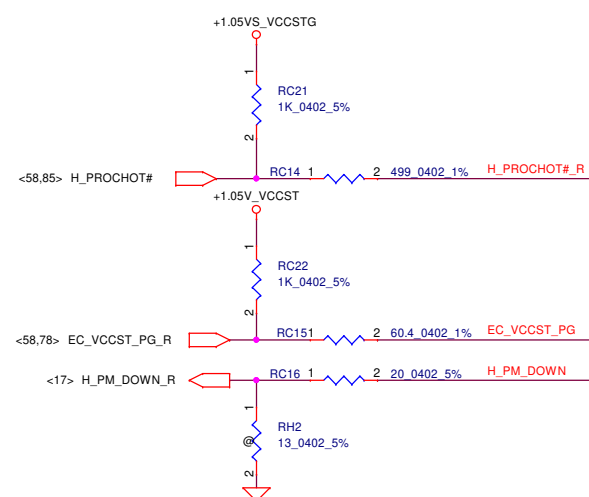 +1.05VS_VCCSTG
1
RC21
1K_0402_5%
2
<58,85> H_PROCHOT# RC14 1 2 499_0402_1% H_PROCHOT#_R
+1.05V_VCCST
1
RC22
1K_0402_5%
2
<58,78> EC_VCCST_PG_R RC151 2 60.4_0402_1% EC_VCCST_PG
<17> H_PM_DOWN_R RC16 1 2 20_0402_5% H_PM_DOWN
1
RH2
@ 13_0402_5%
2